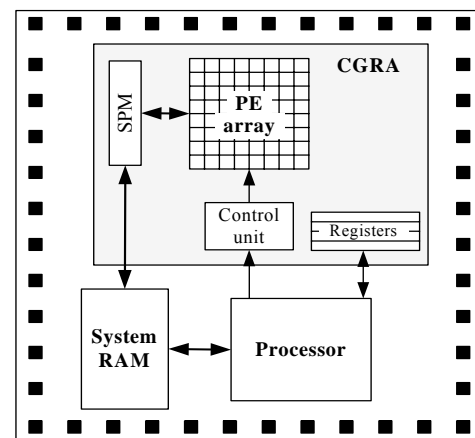 CGRA
SPM
PE
array
Control
unit
Registers
System
RAM
Processor